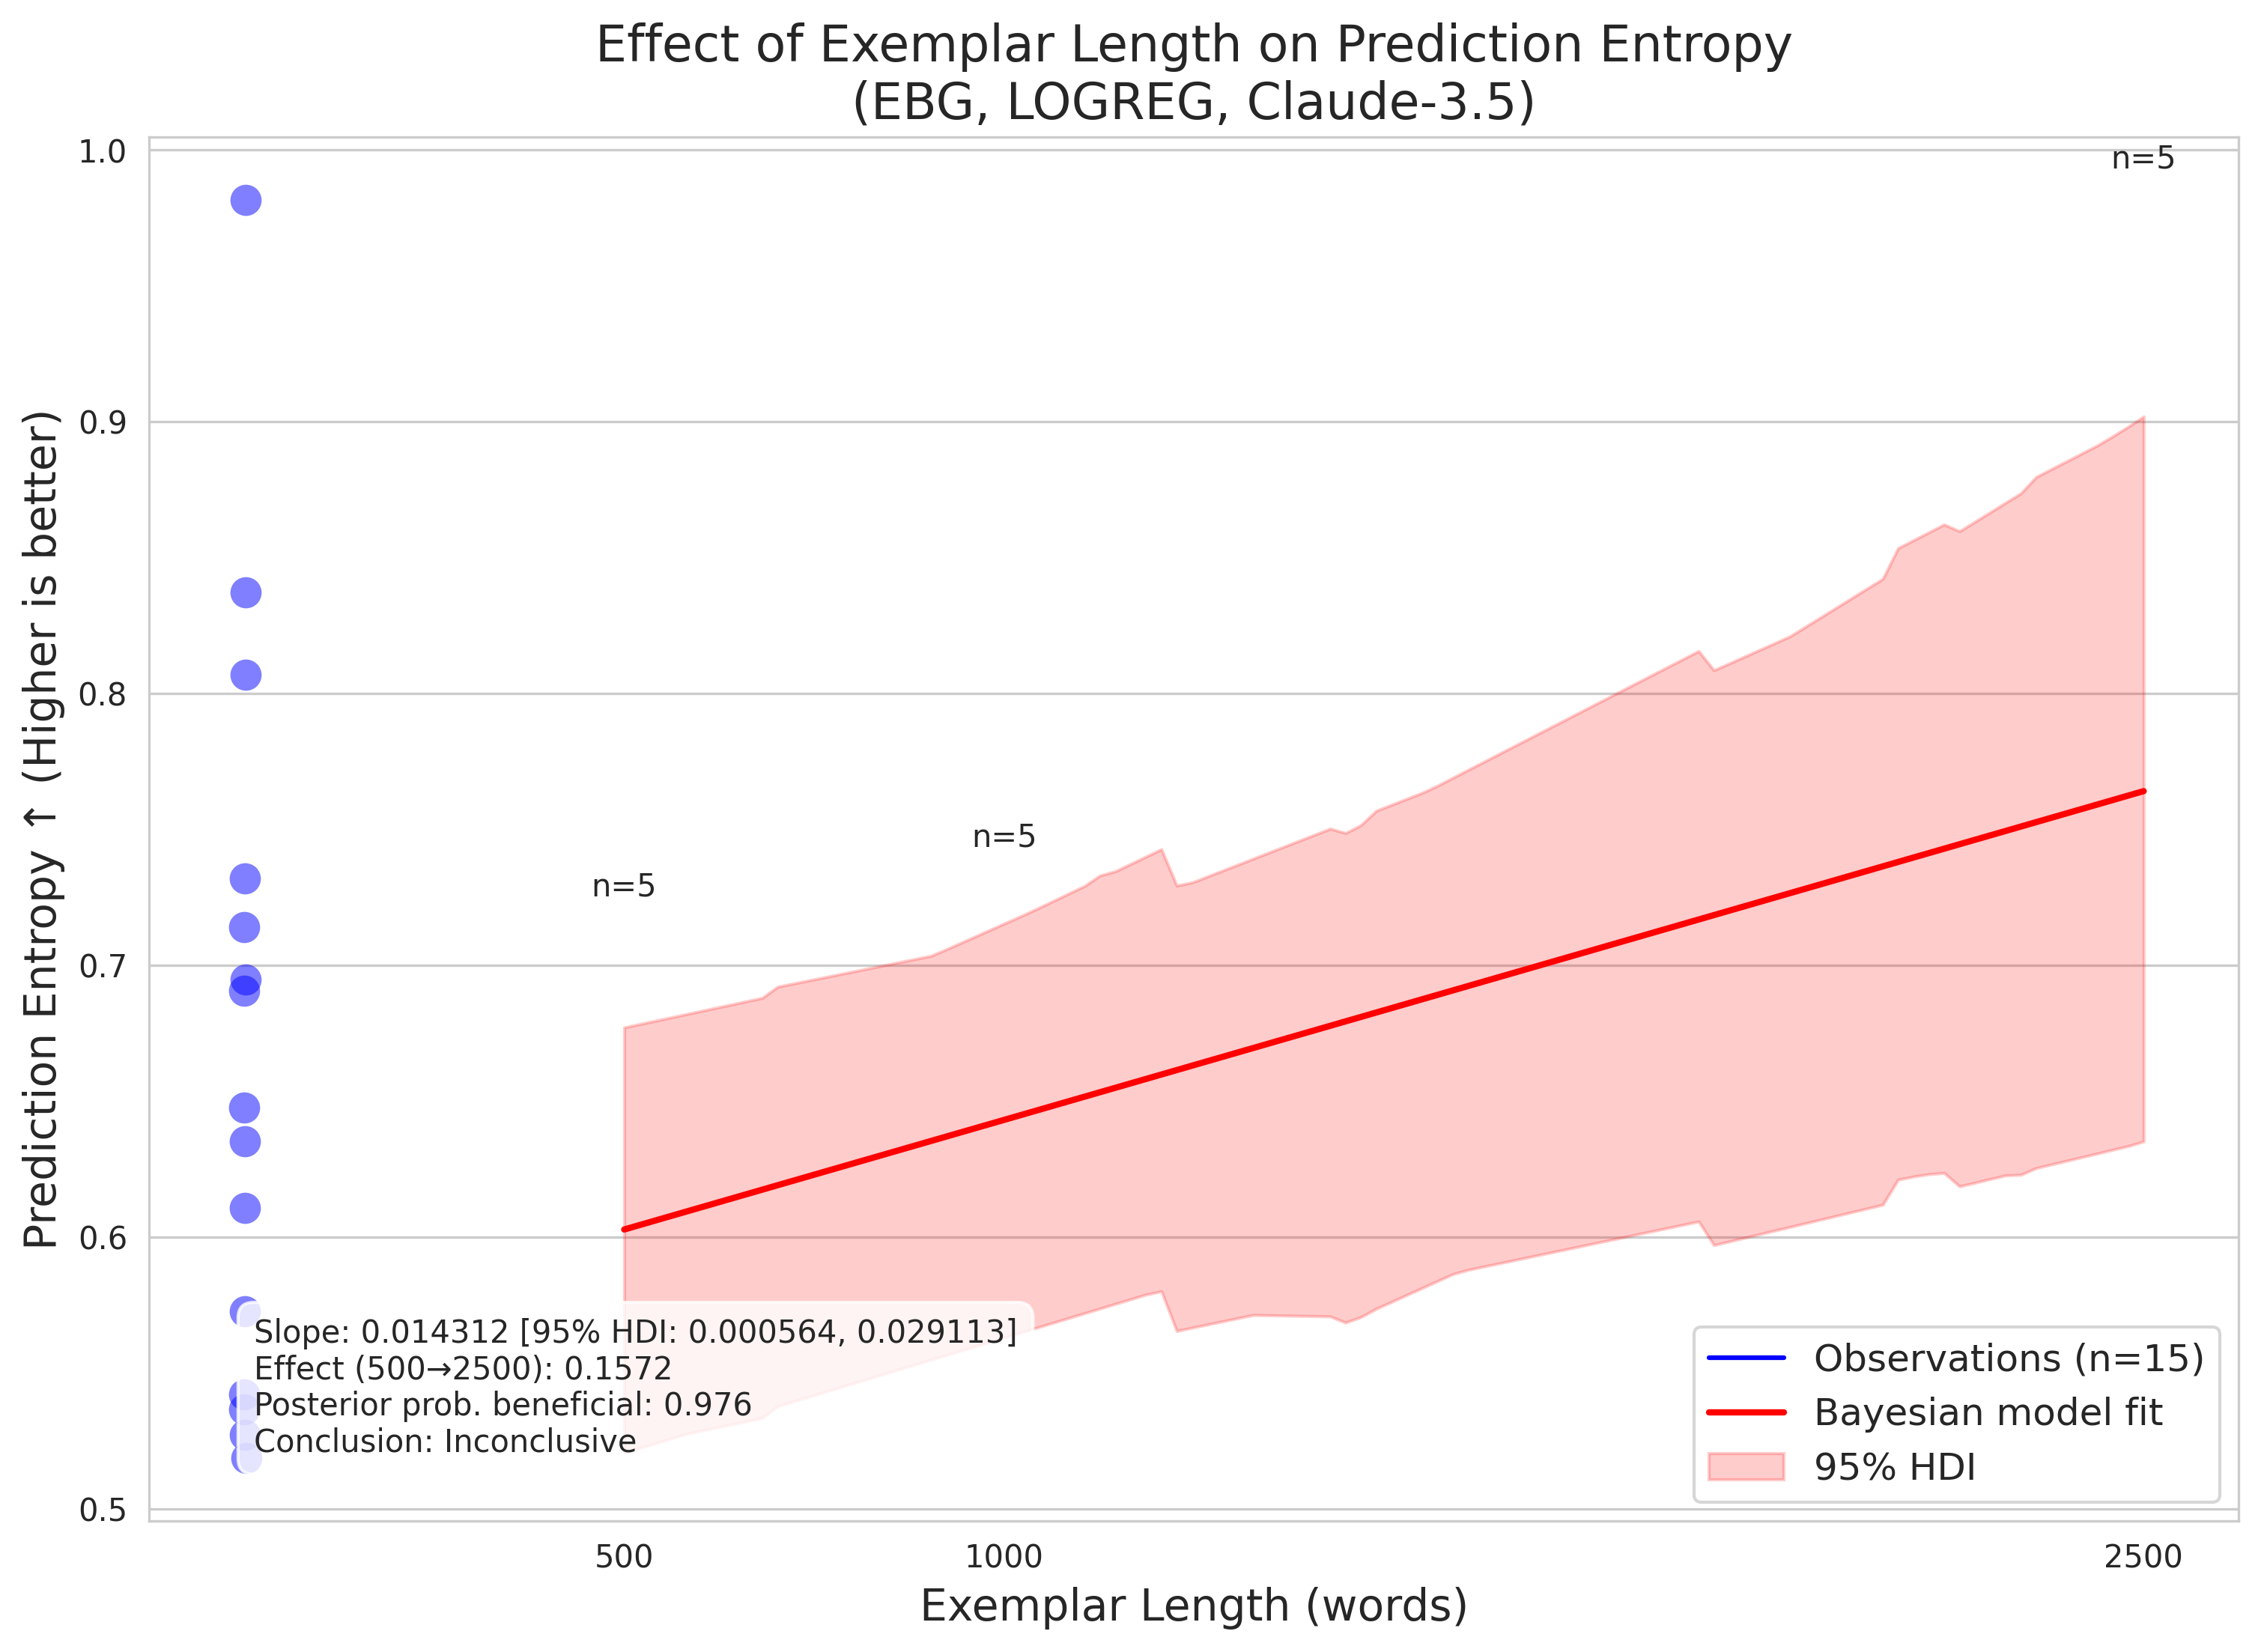 Effect of Exemplar Length on Prediction Entropy
(EBG, LOGREG, Claude-3.5)
Prediction Entropy ↑ (Higher is better)
1.0
0.9
0.8
0.7
0.6
0.5
n=5
n=5
n=5
Slope: 0.014312 [95% HDI: 0.000564, 0.029113]
Effect (500→2500): 0.1572
Posterior prob. beneficial: 0.976
Conclusion: Inconclusive
Observations (n=15)
Bayesian model fit
95% HDI
500
1000
2500
Exemplar Length (words)